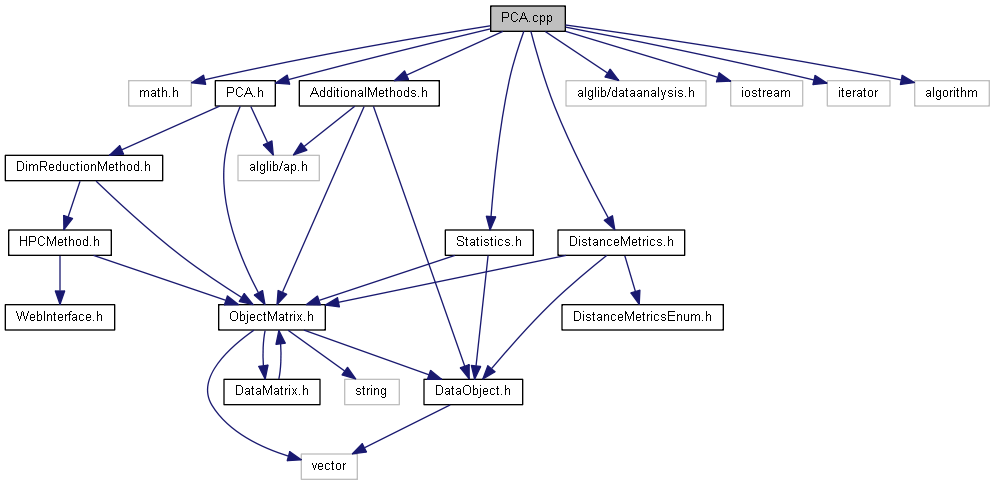 PCA.cpp
math.h
PCA.h
AdditionalMethods.h
alglib/dataanalysis.h
iostream
iterator
algorithm
DimReductionMethod.h
alglib/ap.h
HPCMethod.h
Statistics.h
DistanceMetrics.h
WebInterface.h
ObjectMatrix.h
DistanceMetricsEnum.h
DataMatrix.h
string
DataObject.h
vector